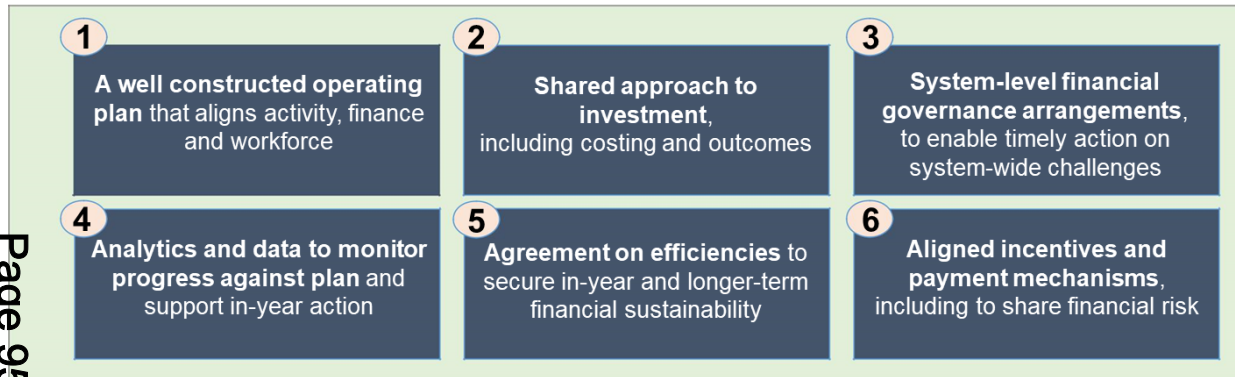 1
A well constructed operating
plan that aligns activity, finance
and workforce
2
Shared approach to
investment,
including costing and outcomes
3
System-level financial
governance arrangements,
to enable timely action on
system-wide challenges
4
Analytics and data to monitor
progress against plan and
support in-year action
5
Agreement on efficiencies to
secure in-year and longer-term
financial sustainability
6
Aligned incentives and
payment mechanisms,
including to share financial risk
Page